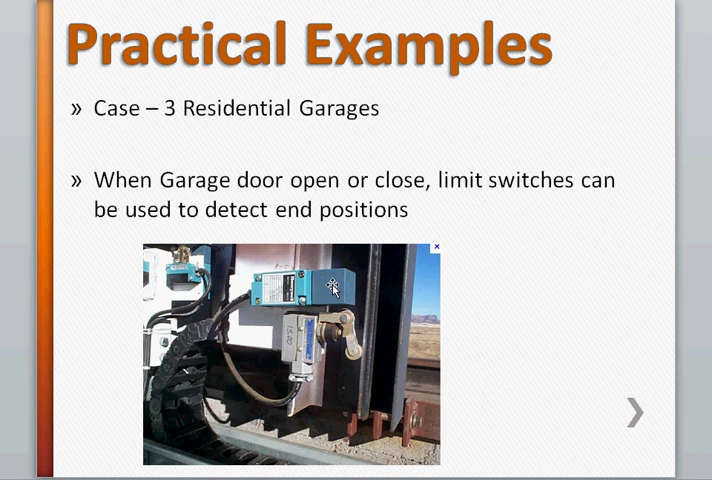 Practical Examples
» Case – 3 Residential Garages
» When Garage door open or close, limit switches can
be used to detect end positions